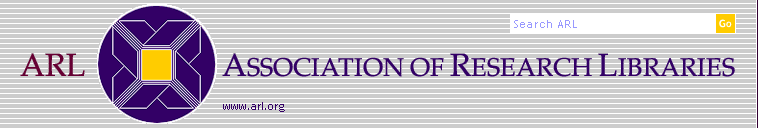 Search ARL Go
ARL ASSOCIATION OF RESEARCH LIBRARIES
www.arl.org